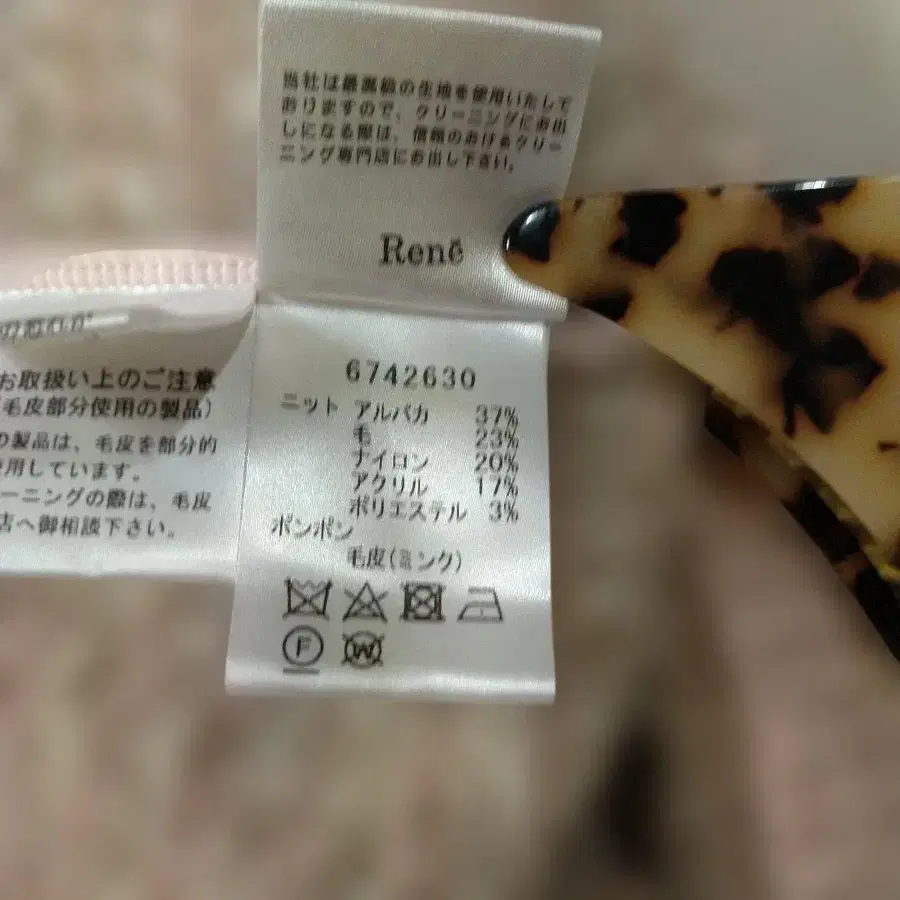 当社は最高級の生地を使用いたして
おりますので、クリーニングにお出
しになる際は、信頼のおけるクリー
ニング専門店にお出し下さい。
René
お取扱い上のご注意
毛皮部分使用の製品)
の製品は、毛皮を部分的
使用しています。
ーニングの際は、毛皮
店へ御相談下さい。
6742630
ニット アルパカ 37%
毛 23%
ナイロン 20%
アクリル 17%
ポリエステル 3%
ポンポン
毛皮(ミンク)
F W